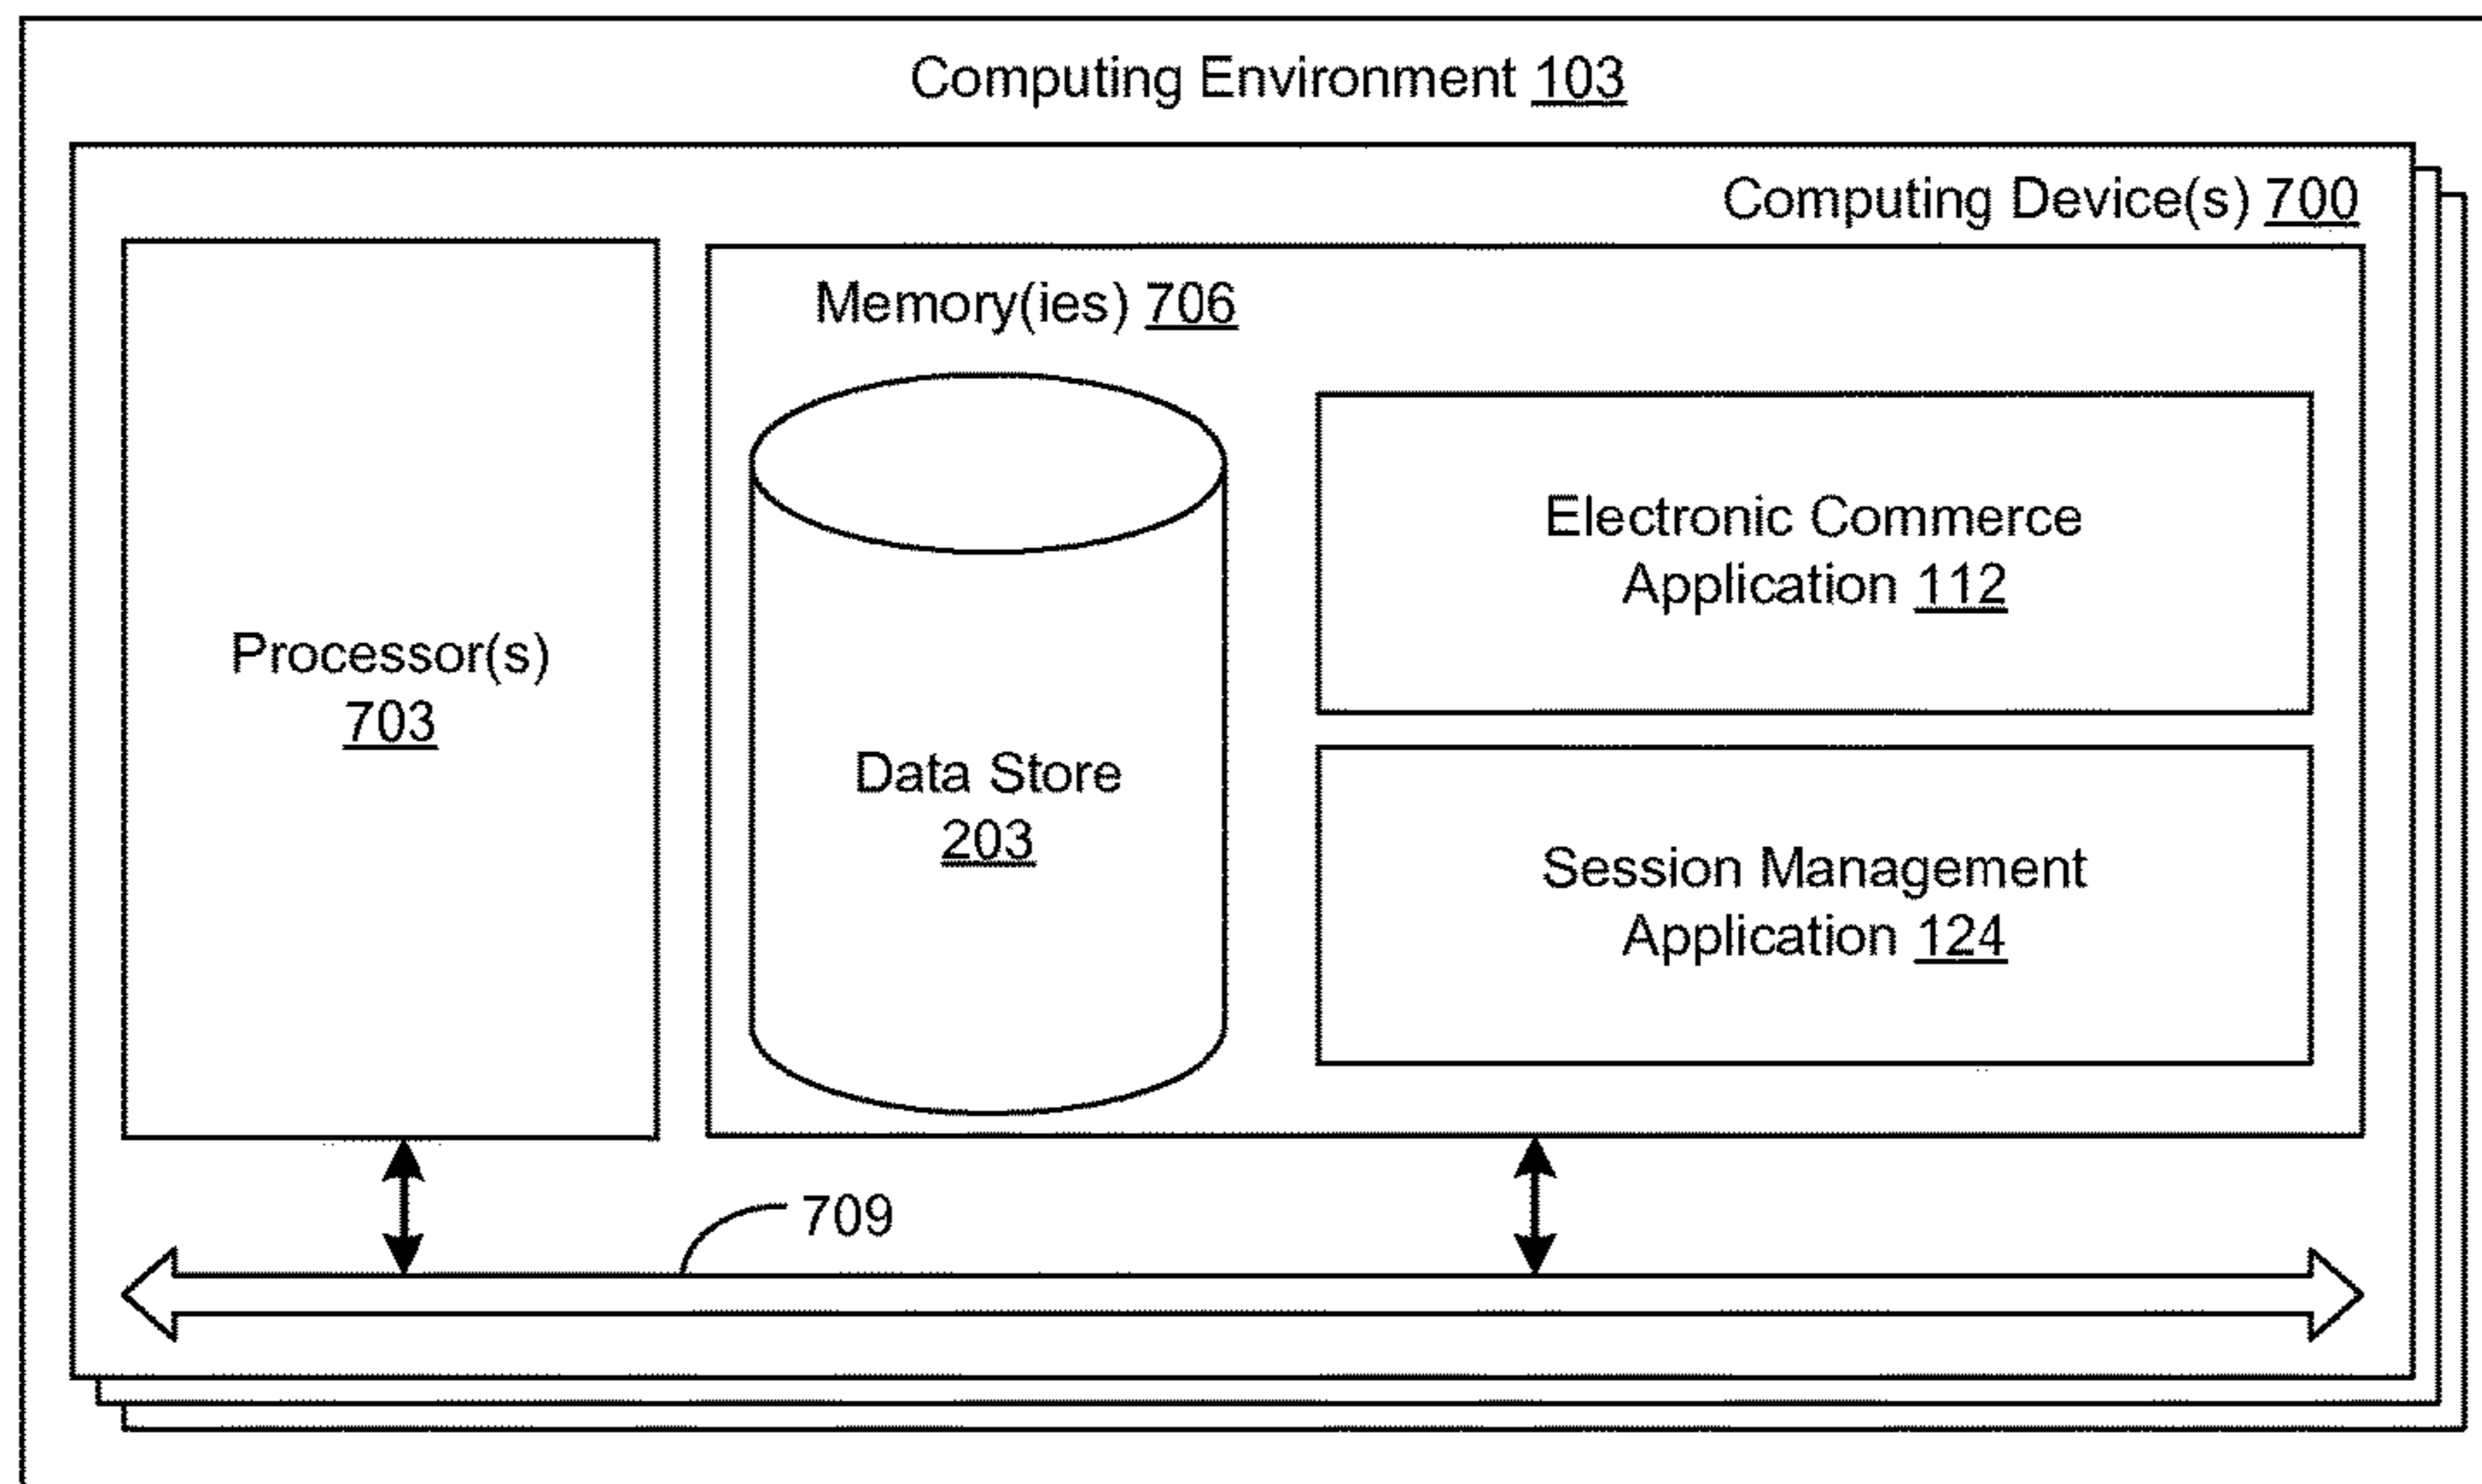 Computing Environment 103
Computing Device(s) 700
Memory(ies) 706
Processor(s)
703
Data Store
203
Electronic Commerce
Application 112
Session Management
Application 124
709